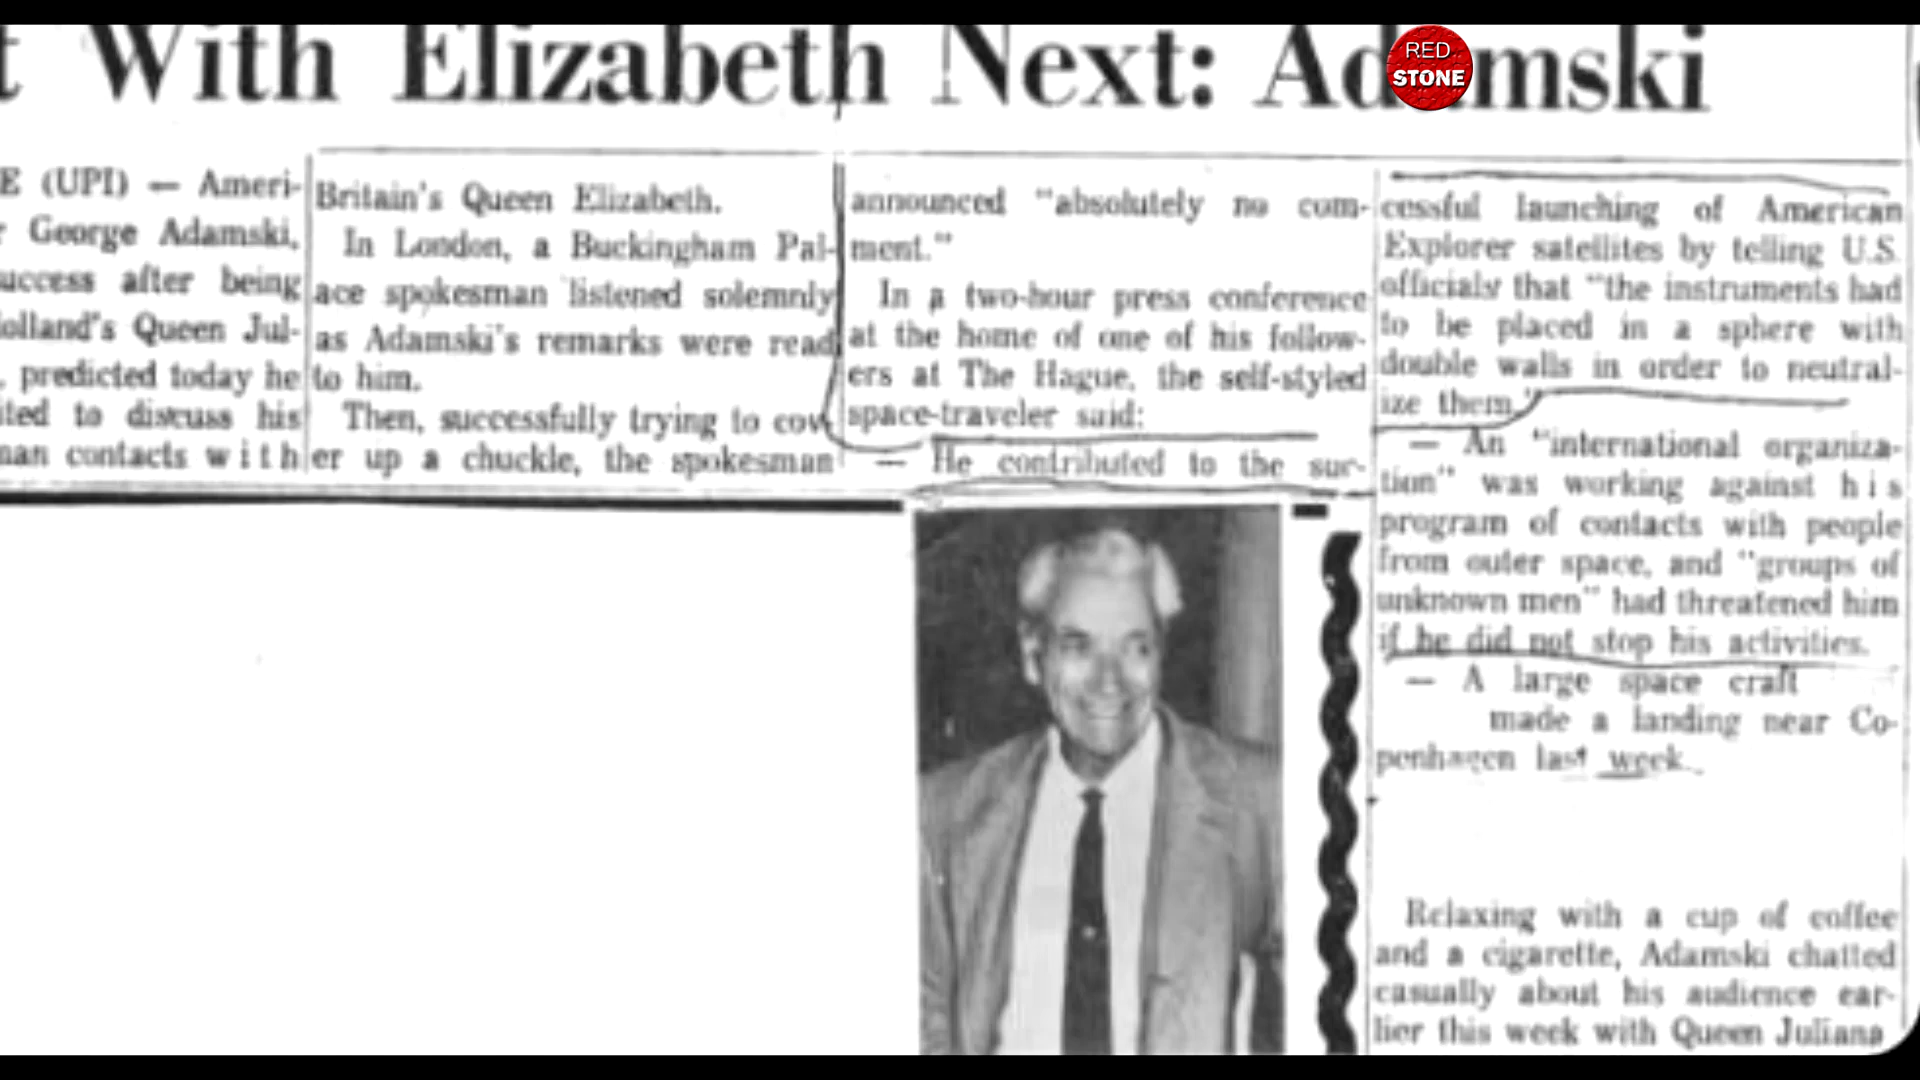 t With Elizabeth Next: Adamski
RED
STONE
E (UPI) — Ameri-
r George Adamski,
uccess after being
olland's Queen Jul-
, predicted today he
ited to discuss his
man contacts with
Britain's Queen Elizabeth.
In London, a Buckingham Pal-
ace spokesman listened solemnly
as Adamski's remarks were read
to him.
Then, successfully trying to cov-
er up a chuckle, the spokesman
announced "absolutely no com-
ment."
In a two-hour press conference
at the home of one of his follow-
ers at The Hague, the self-styled
space-traveler said:
— He contributed to the suc-
cessful launching of American
Explorer satellites by telling U.S.
officials that "the instruments had
to be placed in a sphere with
double walls in order to neutral-
ize them."
— An "international organiza-
tion" was working against his
program of contacts with people
from outer space, and "groups of
unknown men" had threatened him
if he did not stop his activities.
— A large space craft
made a landing near Co-
penhagen last week.
Relaxing with a cup of coffee
and a cigarette, Adamski chatted
casually about his audience ear-
lier this week with Queen Juliana